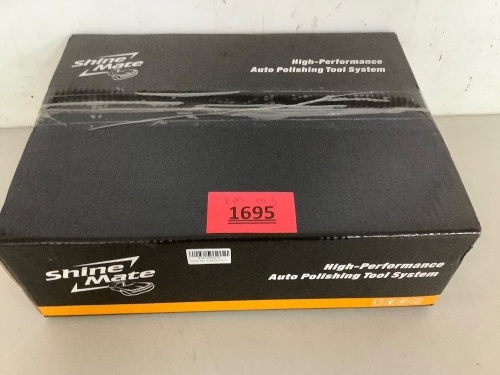 Shine
Mate
High-Performance
Auto Polishing Tool System
1695
Shine
Mate
High-Performance
Auto Polishing Tool System